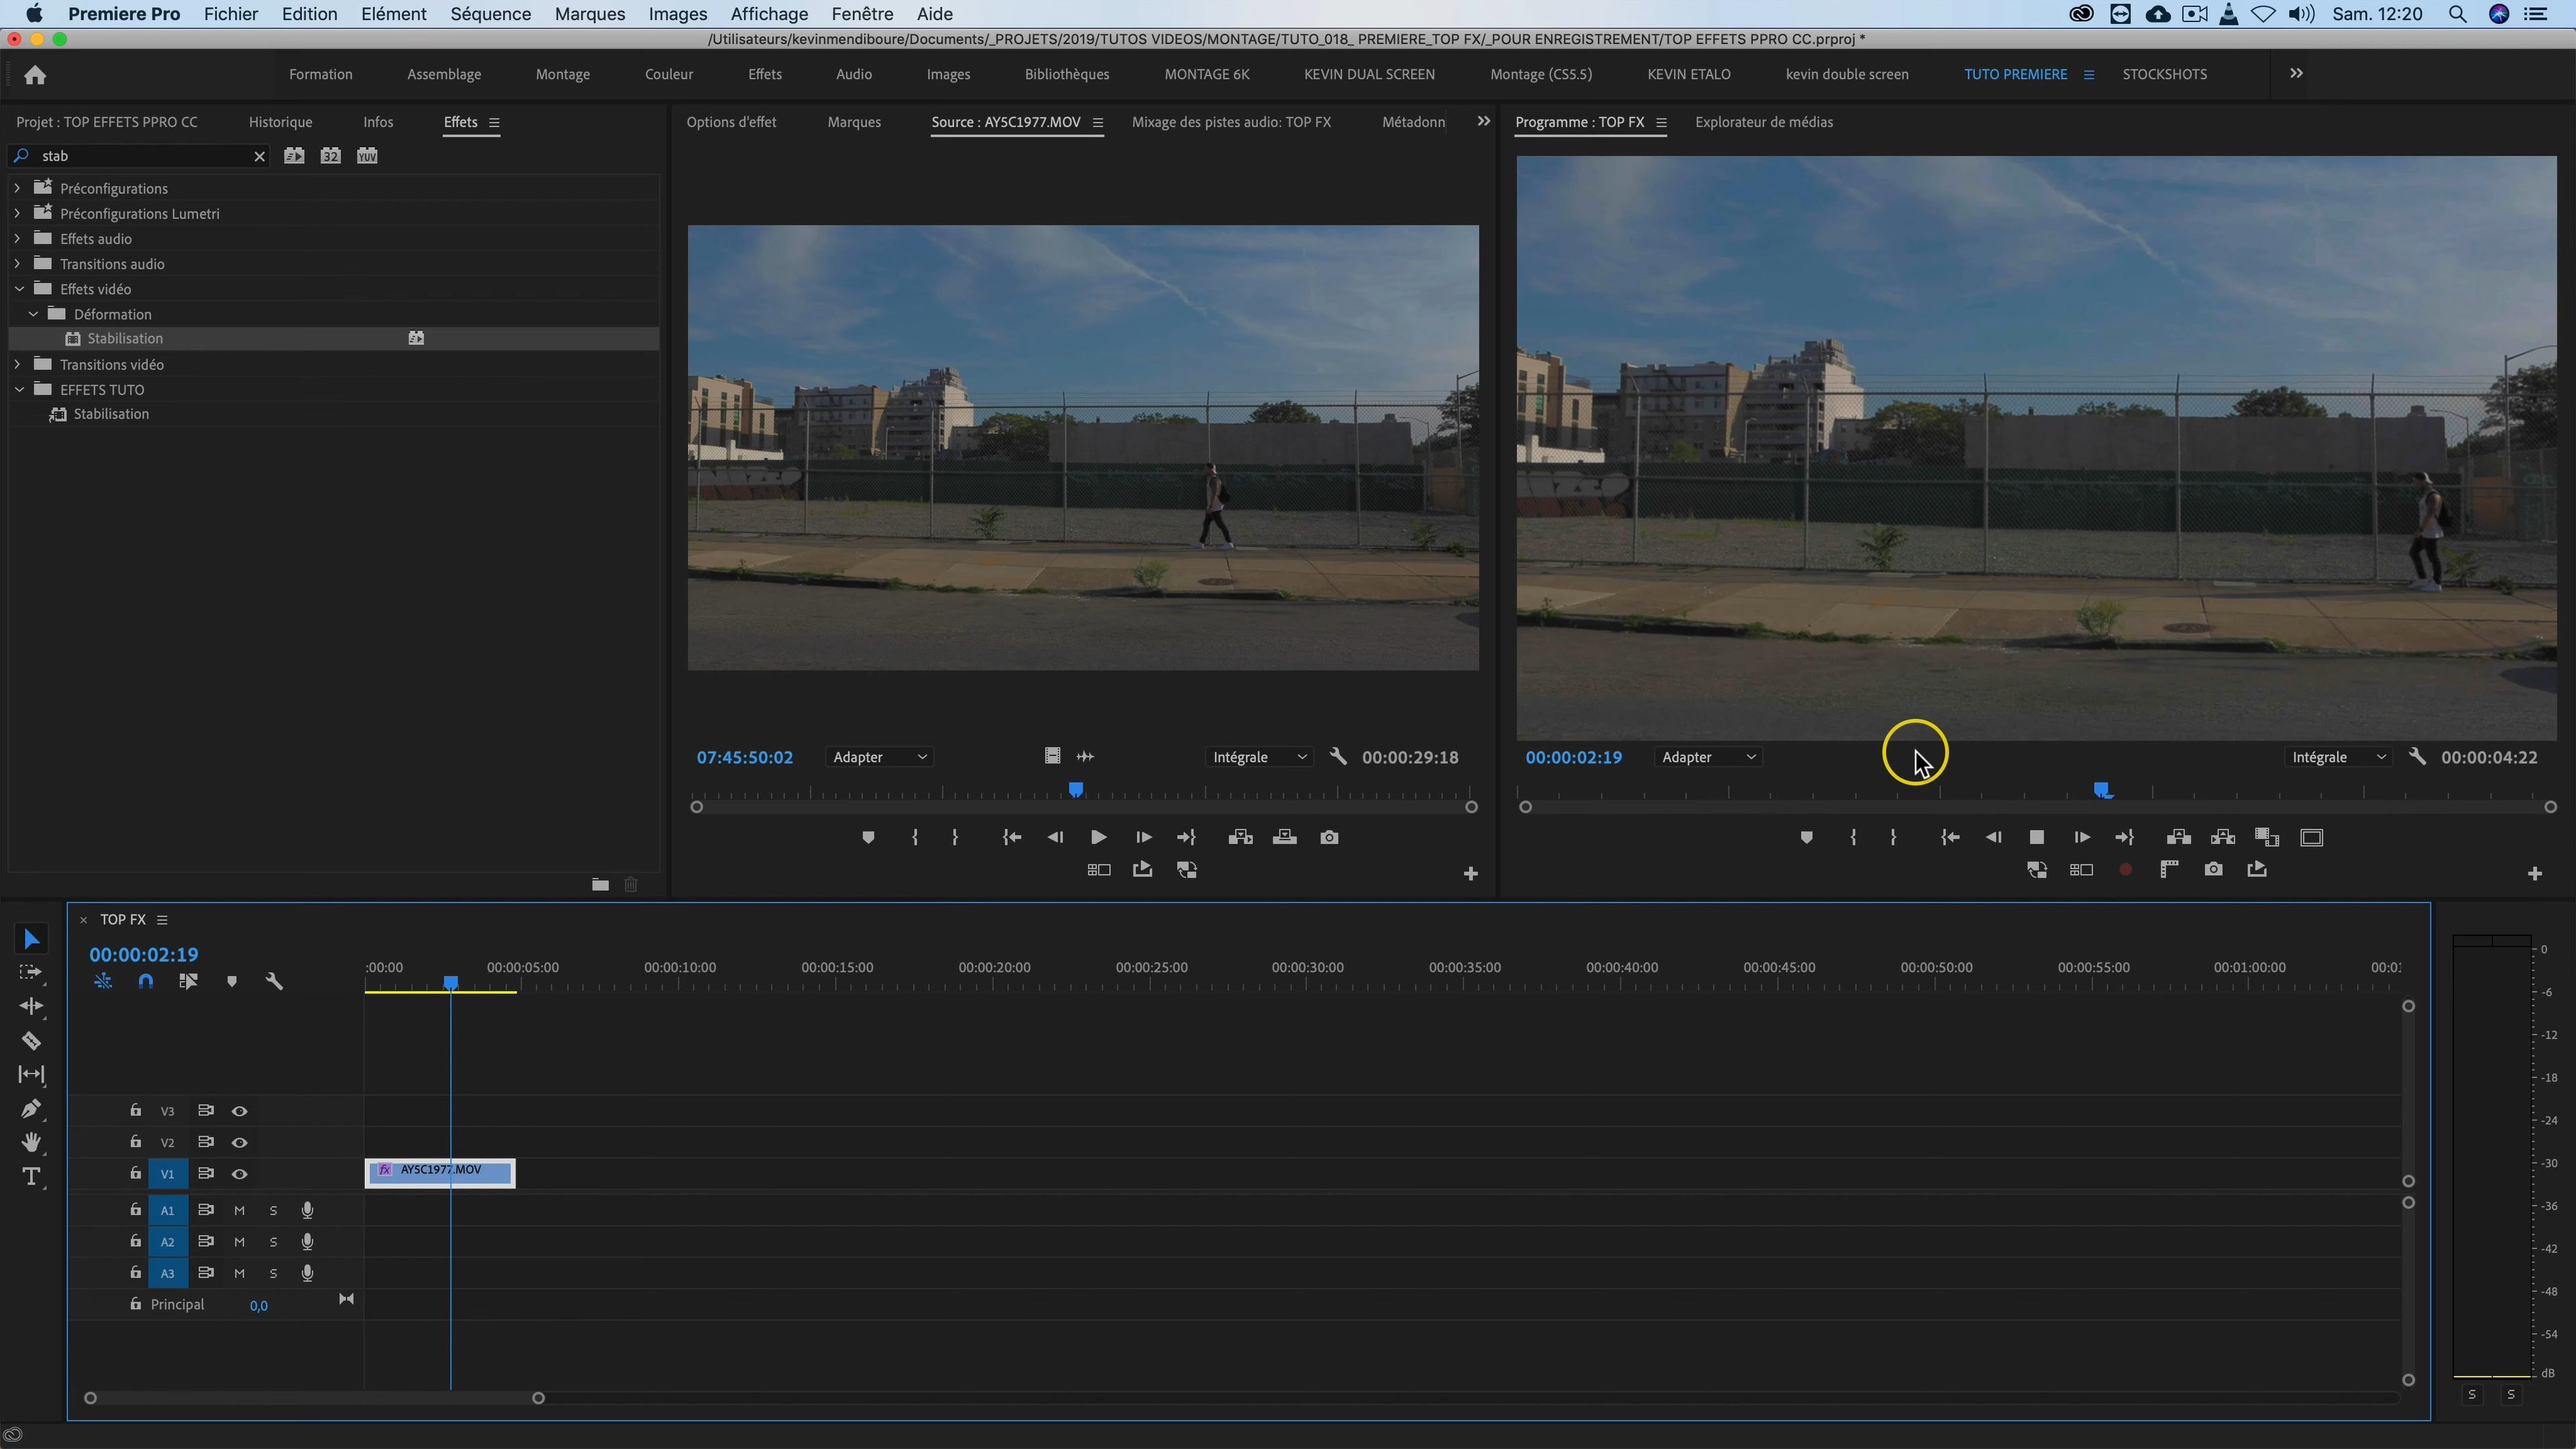 Premiere Pro Fichier Edition Elément Séquence Marques Images Affichage Fenêtre Aide Sam. 12:20
/Utilisateurs/kevinmendiboure/Documents/_PROJETS/2019/TUTOS VIDEOS/MONTAGE/TUTO_018_ PREMIERE_TOP FX/_POUR ENREGISTREMENT/TOP EFFETS PPRO CC.prproj *
Formation Assemblage Montage Couleur Effets Audio Images Bibliothèques MONTAGE 6K KEVIN DUAL SCREEN Montage (CS5.5) KEVIN ETALO kevin double screen TUTO PREMIERE STOCKSHOTS
Projet : TOP EFFETS PPRO CC Historique Infos Effets
Options d'effet Marques Source : AY5C1977.MOV Mixage des pistes audio: TOP FX Métadonn
Programme : TOP FX Explorateur de médias
stab 32 YUV
Préconfigurations
Préconfigurations Lumetri
Effets audio
Transitions audio
Effets vidéo
Déformation
Stabilisation
Transitions vidéo
EFFETS TUTO
Stabilisation
07:45:50:02 Adapter Intégrale 00:00:29:18
00:00:02:19 Adapter Intégrale 00:00:04:22
× TOP FX
00:00:02:19
:00:00 00:00:05:00 00:00:10:00 00:00:15:00 00:00:20:00 00:00:25:00 00:00:30:00 00:00:35:00 00:00:40:00 00:00:45:00 00:00:50:00 00:00:55:00 00:01:00:00 00:01:
V3
V2
V1 fx AY5C1977.MOV
A1 M S
A2 M S
A3 M S
Principal 0,0
0
-6
-12
-18
-24
-30
-36
-42
-48
-54
dB
S S